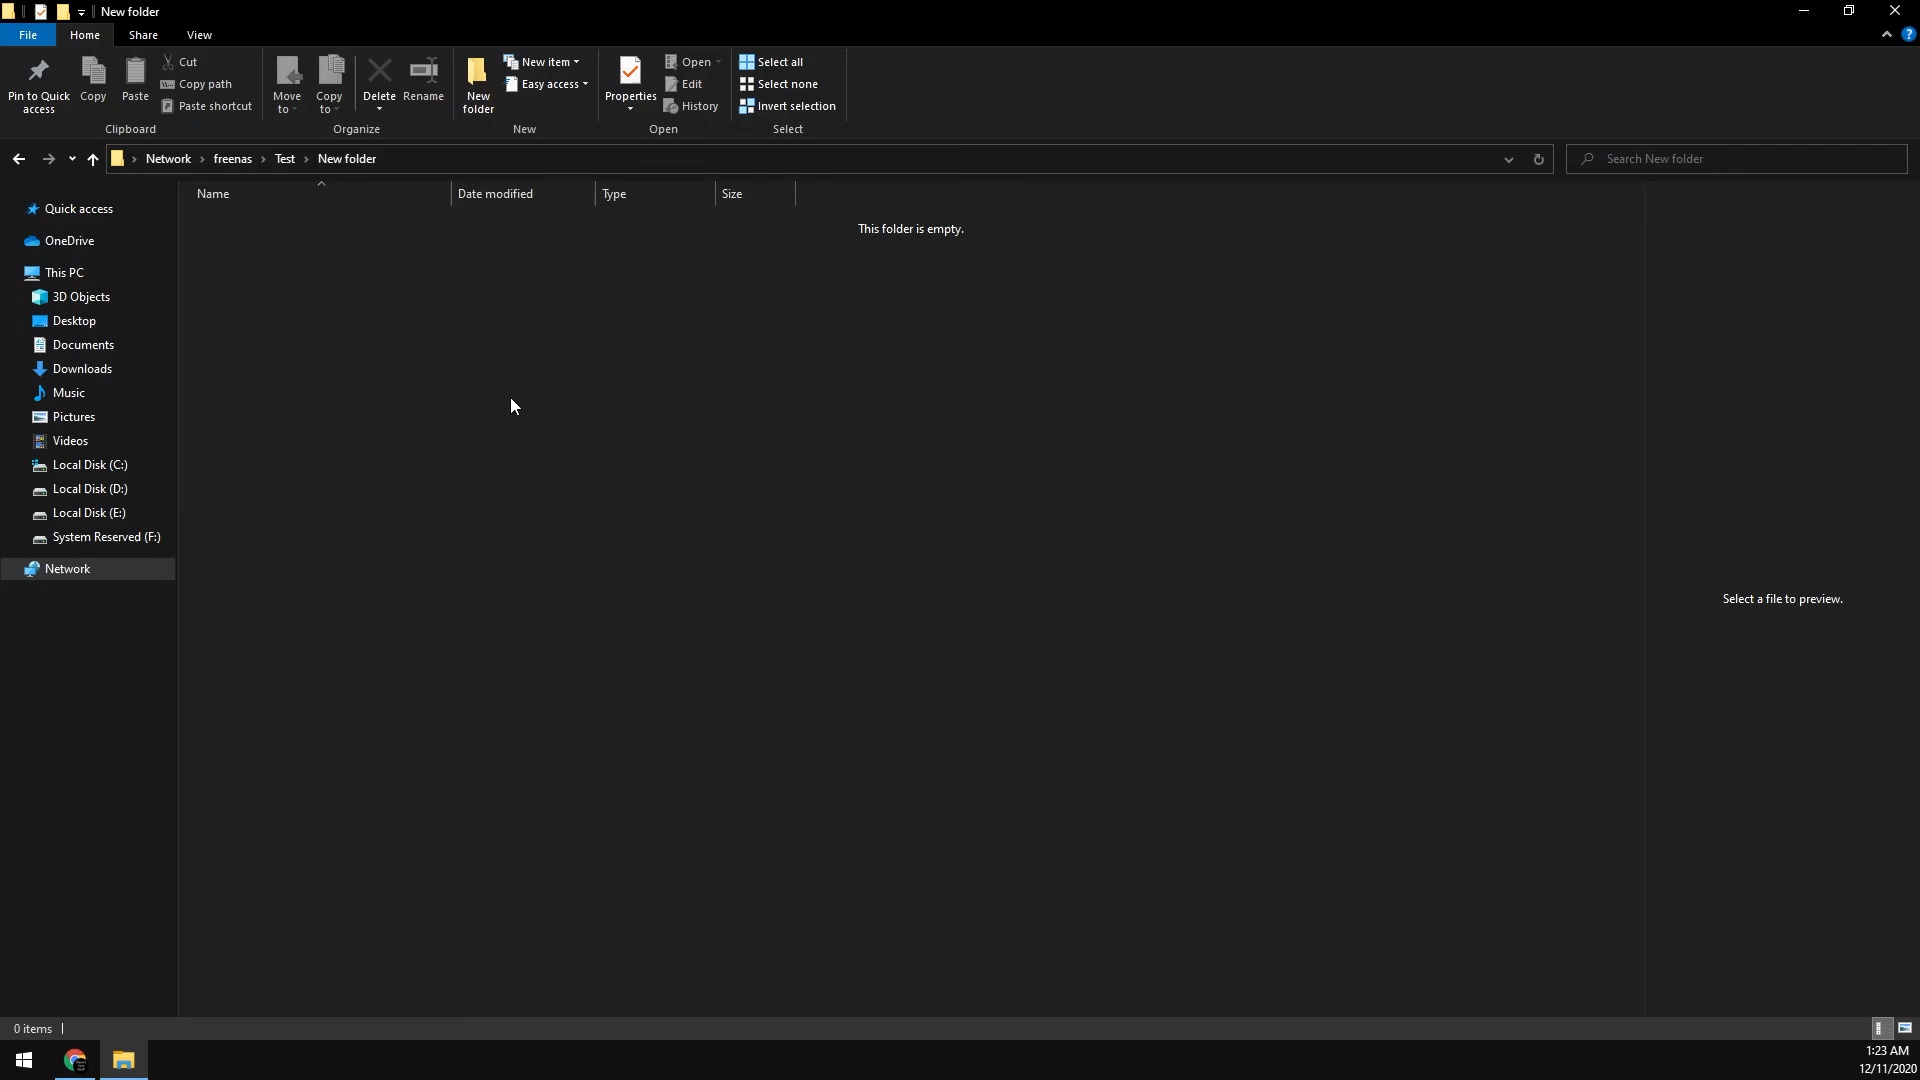 New folder
File Home Share View
Pin to Quick access
Copy
Paste
Cut
Copy path
Paste shortcut
Clipboard
Move to
Copy to
Delete
Rename
Organize
New folder
New item
Easy access
New
Properties
Open
Edit
History
Open
Select all
Select none
Invert selection
Select
Network › freenas › Test › New folder
Search New folder
Name Date modified Type Size
This folder is empty.
Quick access
OneDrive
This PC
3D Objects
Desktop
Documents
Downloads
Music
Pictures
Videos
Local Disk (C:)
Local Disk (D:)
Local Disk (E:)
System Reserved (F:)
Network
Select a file to preview.
0 items
1:23 AM
12/11/2020